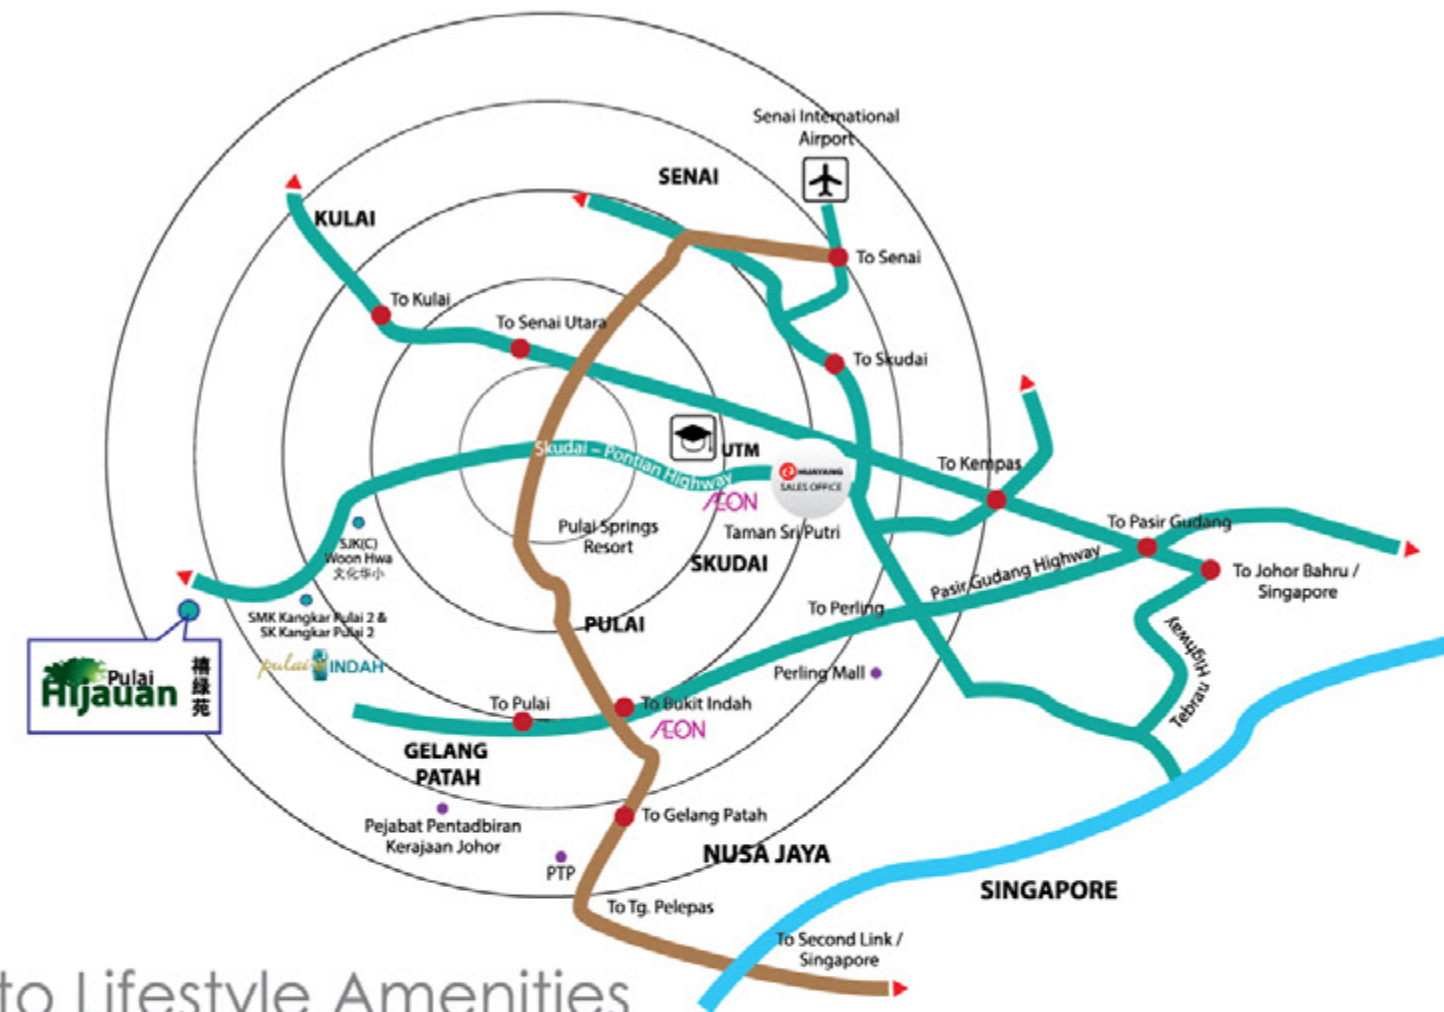 Senai International
Airport
SENAI
KULAI
To Senai
To Kulai
To Senai Utara
To Skudai
UTM
Skudai – Pontian Highway
HUAYANG
SALES OFFICE
To Kempas
ÆON
Pulai Springs
Resort
Taman Sri Putri
To Pasir Gudang
SJK(C)
Woon Hwa
文化华小
SKUDAI
Pasir Gudang Highway
To Johor Bahru /
Singapore
SMK Kangkar Pulai 2 &
SK Kangkar Pulai 2
PULAI
To Perling
pulai INDAH
Pulai
Hijauan
禧绿苑
Perling Mall
Tebrau Highway
To Pulai
To Bukit Indah
ÆON
GELANG
PATAH
To Gelang Patah
Pejabat Pentadbiran
Kerajaan Johor
NUSA JAYA
PTP
SINGAPORE
To Tg. Pelepas
To Second Link /
Singapore
to Lifestyle Amenities